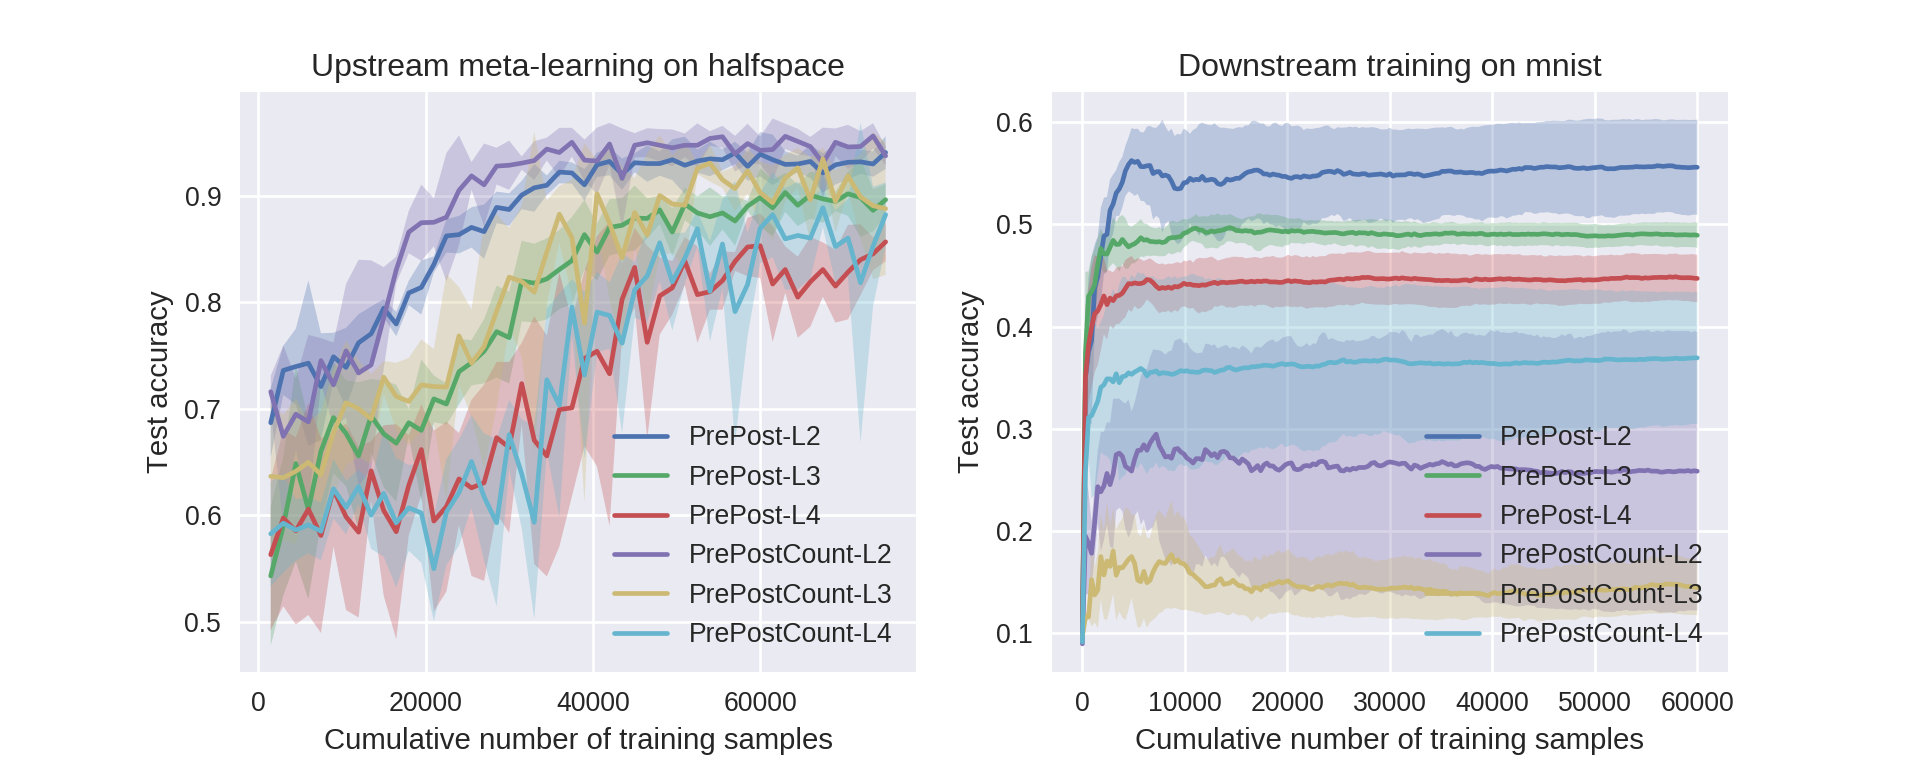 Upstream meta-learning on halfspace
Test accuracy
0.9
0.8
0.7
0.6
0.5
PrePost-L2
PrePost-L3
PrePost-L4
PrePostCount-L2
PrePostCount-L3
PrePostCount-L4
0
20000
40000
60000
Cumulative number of training samples
Downstream training on mnist
Test accuracy
0.6
0.5
0.4
0.3
0.2
0.1
PrePost-L2
PrePost-L3
PrePost-L4
PrePostCount-L2
PrePostCount-L3
PrePostCount-L4
0
10000
20000
30000
40000
50000
60000
Cumulative number of training samples